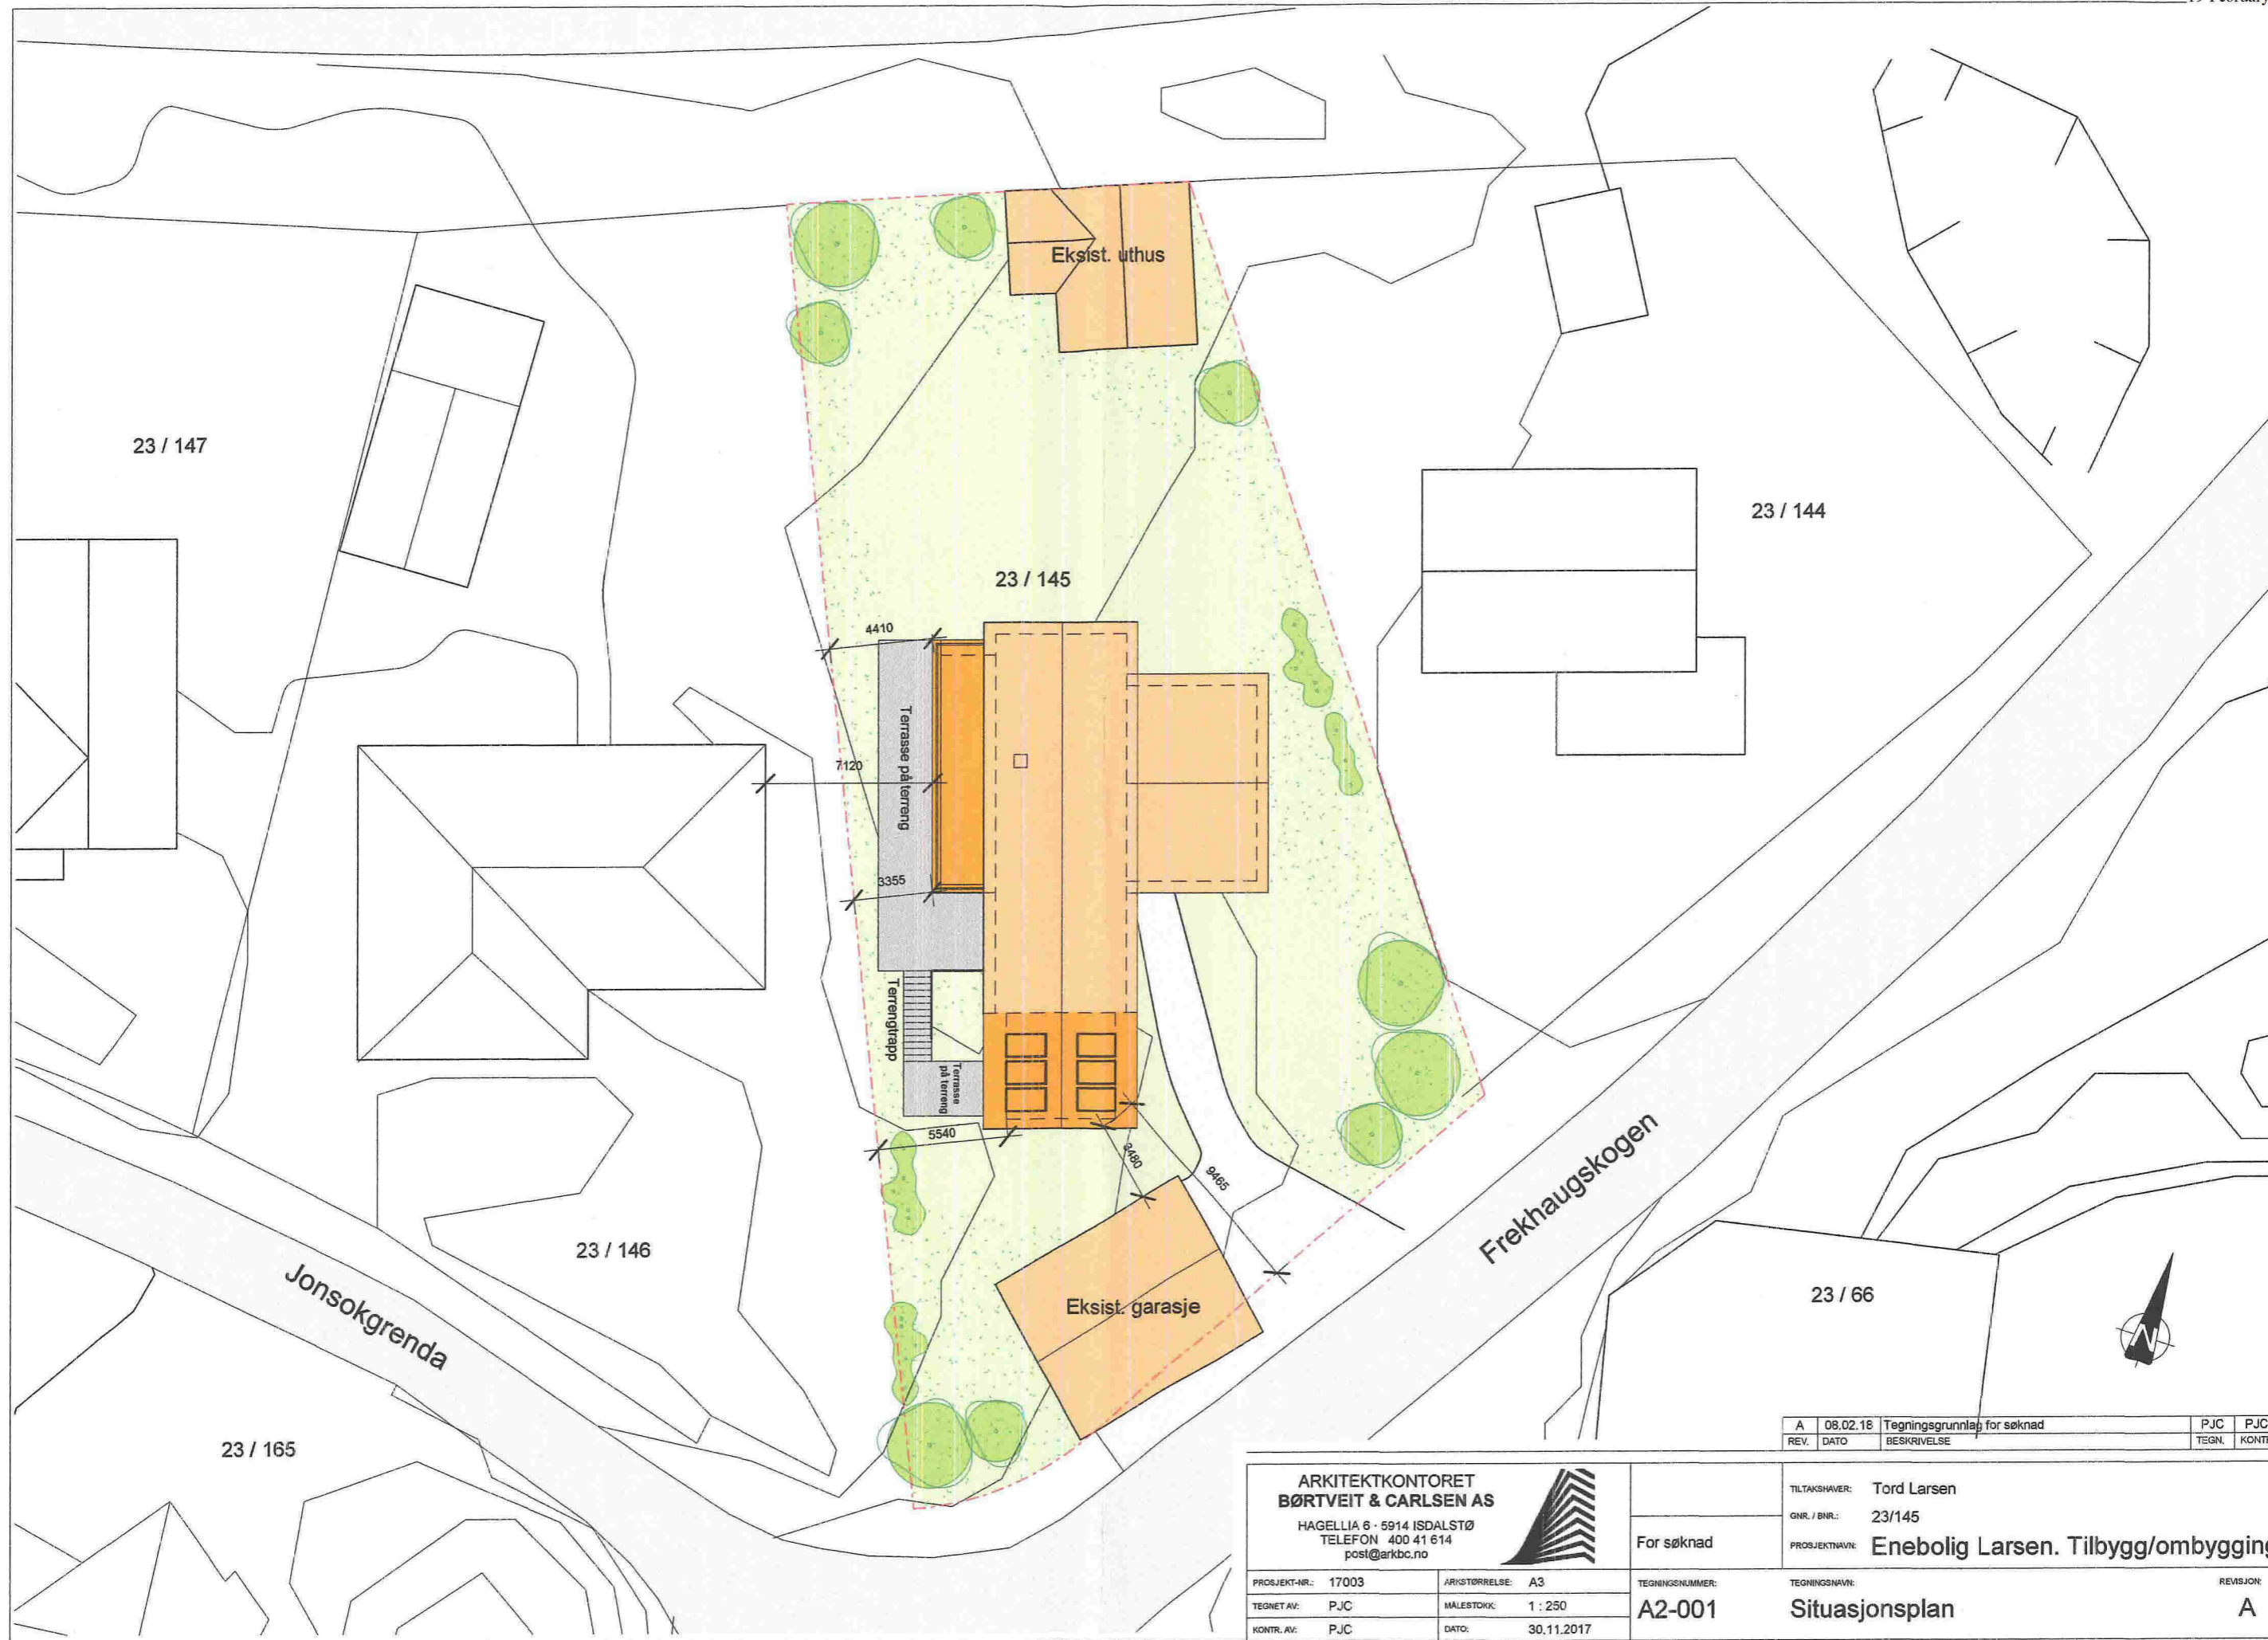 Eksist. uthus
23 / 147
23 / 144
23 / 145
4410
Terrasse på terreng
7120
3355
Terrengtrapp
Terrasse
på terreng
5540
3480
9465
Frekhaugskogen
23 / 146
Jonsokgrenda
Eksist. garasje
23 / 66
N
23 / 165
A 08.02.18 Tegningsgrunnlag for søknad PJC PJC
REV. DATO BESKRIVELSE TEGN.
ARKITEKTKONTORET
BØRTVEIT & CARLSEN AS
HAGELLIA 6 · 5914 ISDALSTØ
TELEFON 400 41 614
post@arkbc.no
For søknad
TILTAKSHAVER: Tord Larsen
GNR. / BNR.: 23/145
PROSJEKTNAVN: Enebolig Larsen. Tilbygg/ombygging
PROSJEKT-NR.: 17003 ARKSTØRRELSE: A3
TEGNET AV: PJC MÅLESTOKK: 1 : 250
KONTR. AV: PJC DATO: 30.11.2017
TEGNINGSNUMMER:
A2-001
TEGNINGSNAVN:
Situasjonsplan
REVISJON:
A